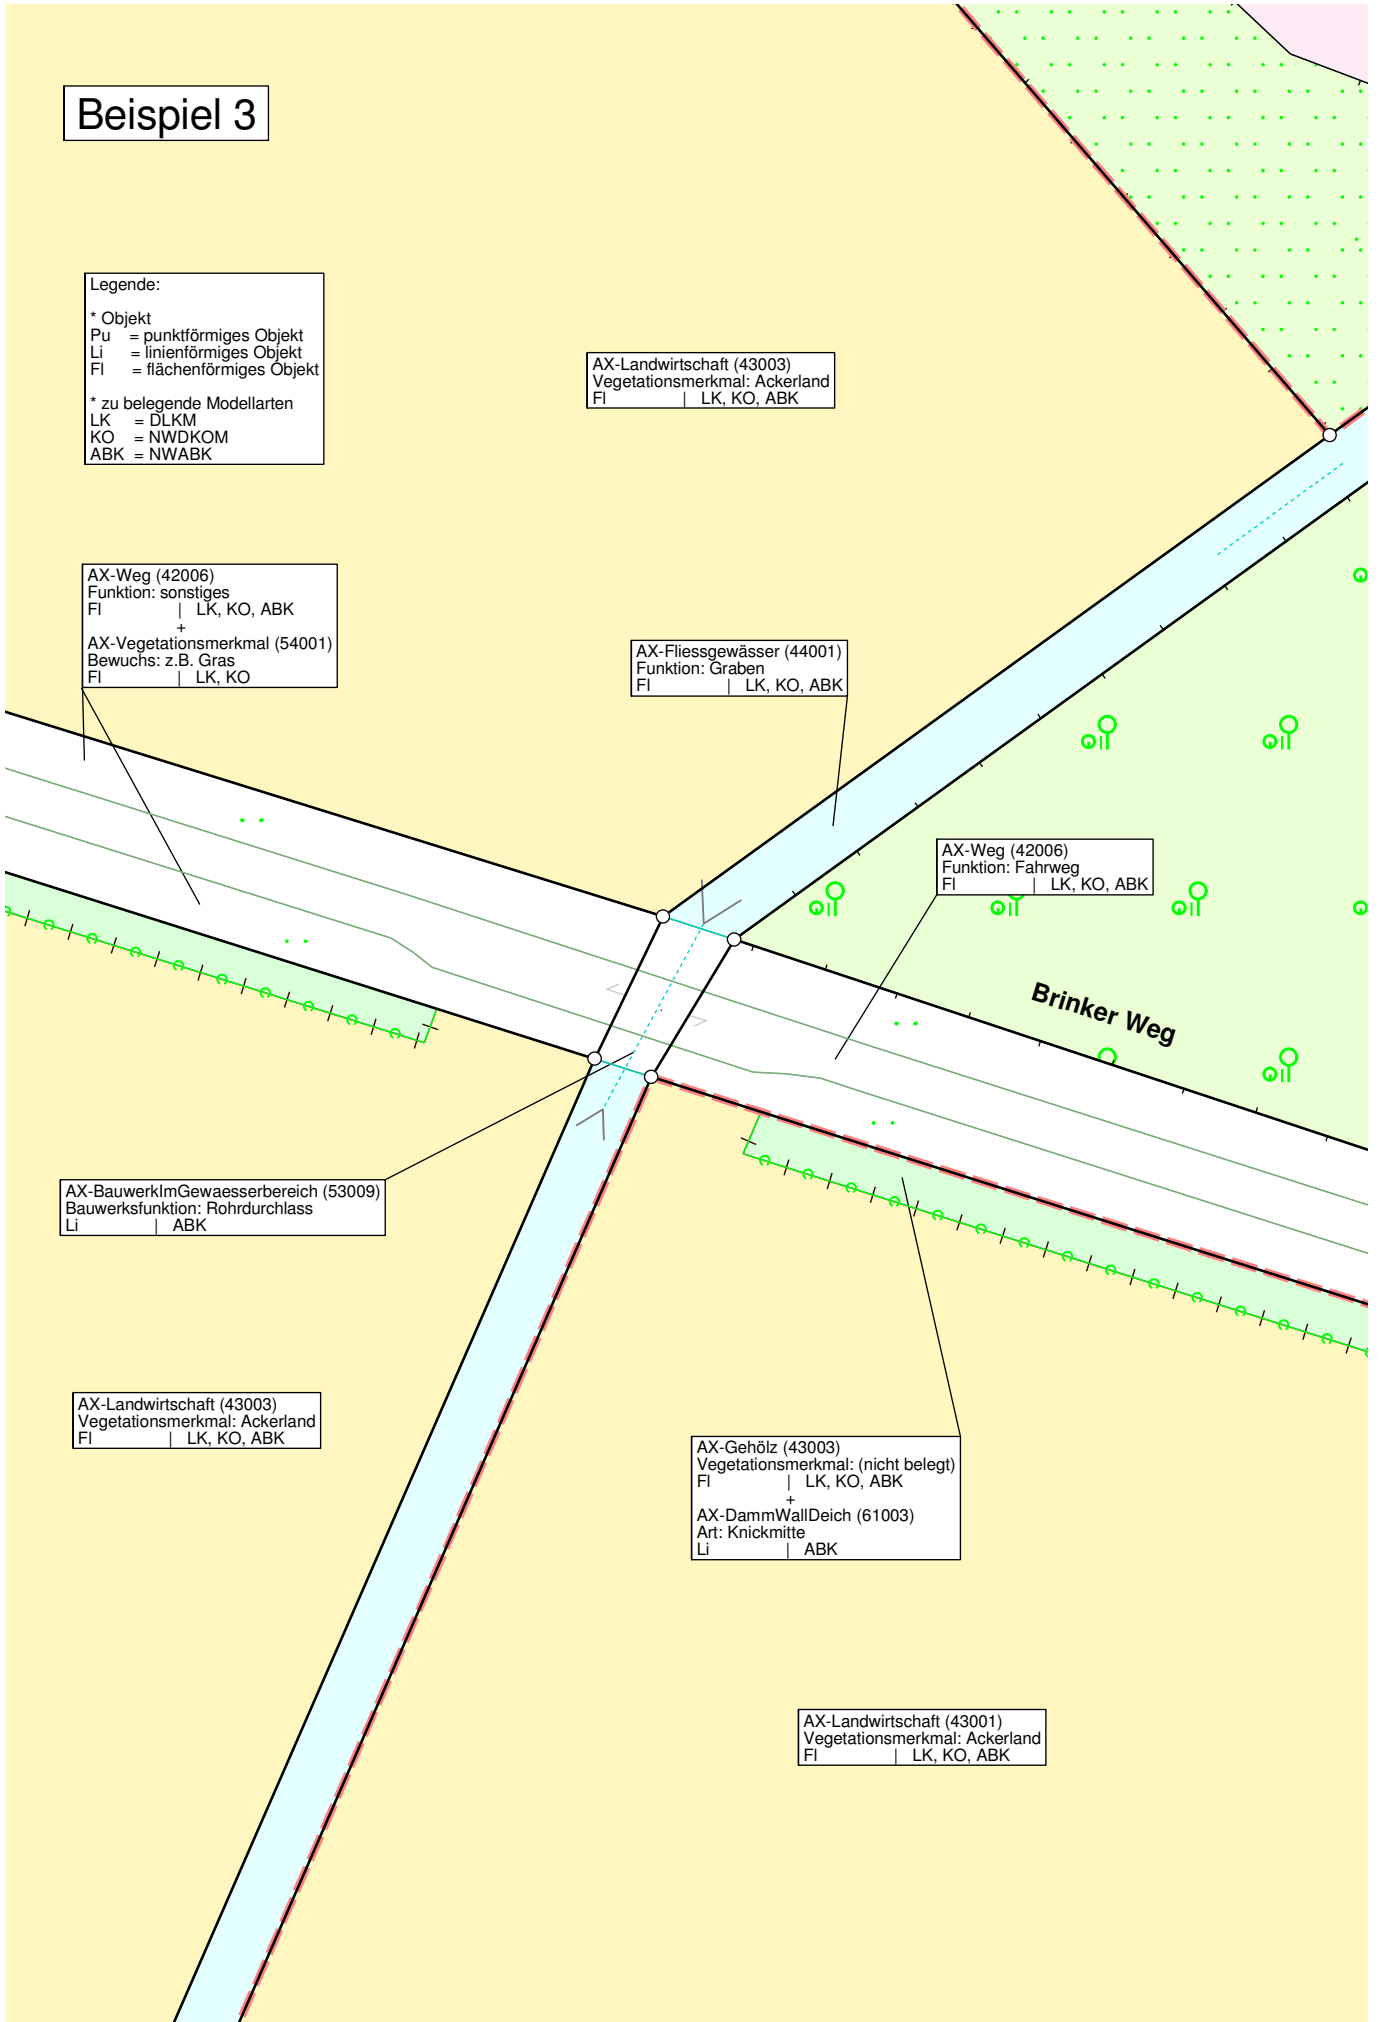 Beispiel 3
Legende:
* Objekt
Pu = punktförmiges Objekt
Li = linienförmiges Objekt
Fl = flächenförmiges Objekt
* zu belegende Modellarten
LK = DLKM
KO = NWDKOM
ABK = NWABK
AX-Landwirtschaft (43003)
Vegetationsmerkmal: Ackerland
Fl | LK, KO, ABK
AX-Weg (42006)
Funktion: sonstiges
Fl | LK, KO, ABK
+
AX-Vegetationsmerkmal (54001)
Bewuchs: z.B. Gras
Fl | LK, KO
AX-Fliessgewässer (44001)
Funktion: Graben
Fl | LK, KO, ABK
AX-Weg (42006)
Funktion: Fahrweg
Fl | LK, KO, ABK
Brinker Weg
AX-BauwerkImGewaesserbereich (53009)
Bauwerksfunktion: Rohrdurchlass
Li | ABK
AX-Landwirtschaft (43003)
Vegetationsmerkmal: Ackerland
Fl | LK, KO, ABK
AX-Gehölz (43003)
Vegetationsmerkmal: (nicht belegt)
Fl | LK, KO, ABK
+
AX-DammWallDeich (61003)
Art: Knickmitte
Li | ABK
AX-Landwirtschaft (43001)
Vegetationsmerkmal: Ackerland
Fl | LK, KO, ABK